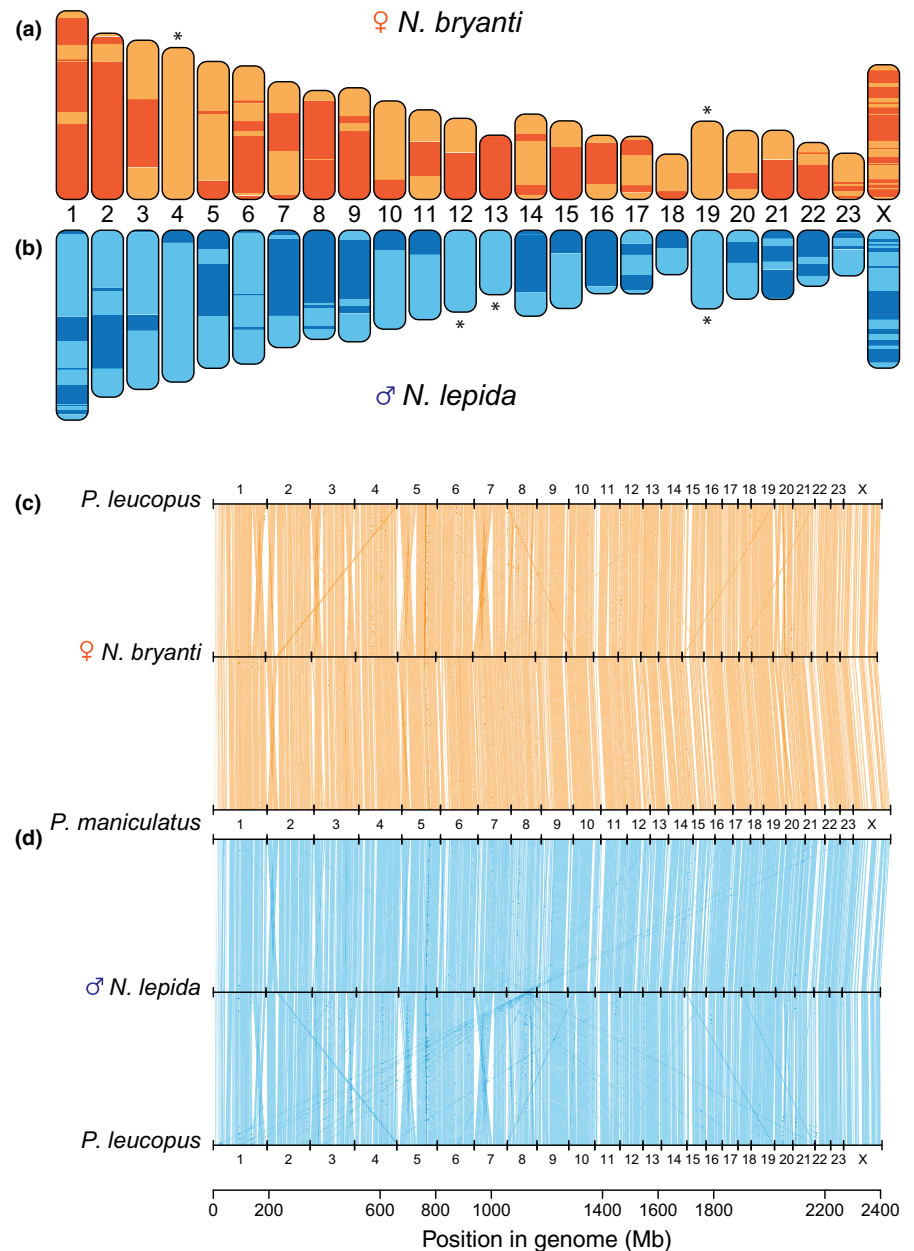 (a) ♀ N. bryanti
*
*
1 2 3 4 5 6 7 8 9 10 11 12 13 14 15 16 17 18 19 20 21 22 23 X
(b)
* * *
♂ N. lepida
(c)
1 2 3 4 5 6 7 8 9 10 11 12 13 14 15 16 17 18 19 20 21 22 23 X
P. leucopus
♀ N. bryanti
P. maniculatus
1 2 3 4 5 6 7 8 9 10 11 12 13 14 15 16 17 18 19 20 21 22 23 X
(d)
♂ N. lepida
P. leucopus
1 2 3 4 5 6 7 8 9 10 11 12 13 14 15 16 17 18 19 20 21 22 23 X
0 200 400 600 800 1000 1400 1800 2200 2400
Position in genome (Mb)